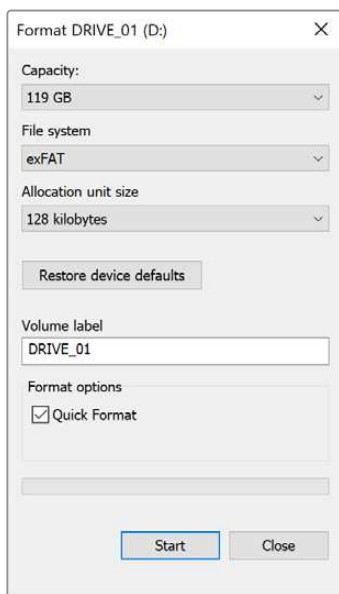 Format DRIVE_01 (D:)
Capacity:
119 GB
File system
exFAT
Allocation unit size
128 kilobytes
Restore device defaults
Volume label
DRIVE_01
Format options
Quick Format
Start Close